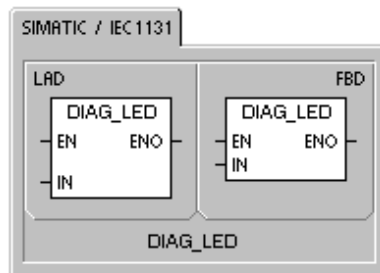 SIMATIC / IEC1131
LAD
DIAG_LED
EN ENO
IN
FBD
DIAG_LED
EN ENO
IN
DIAG_LED